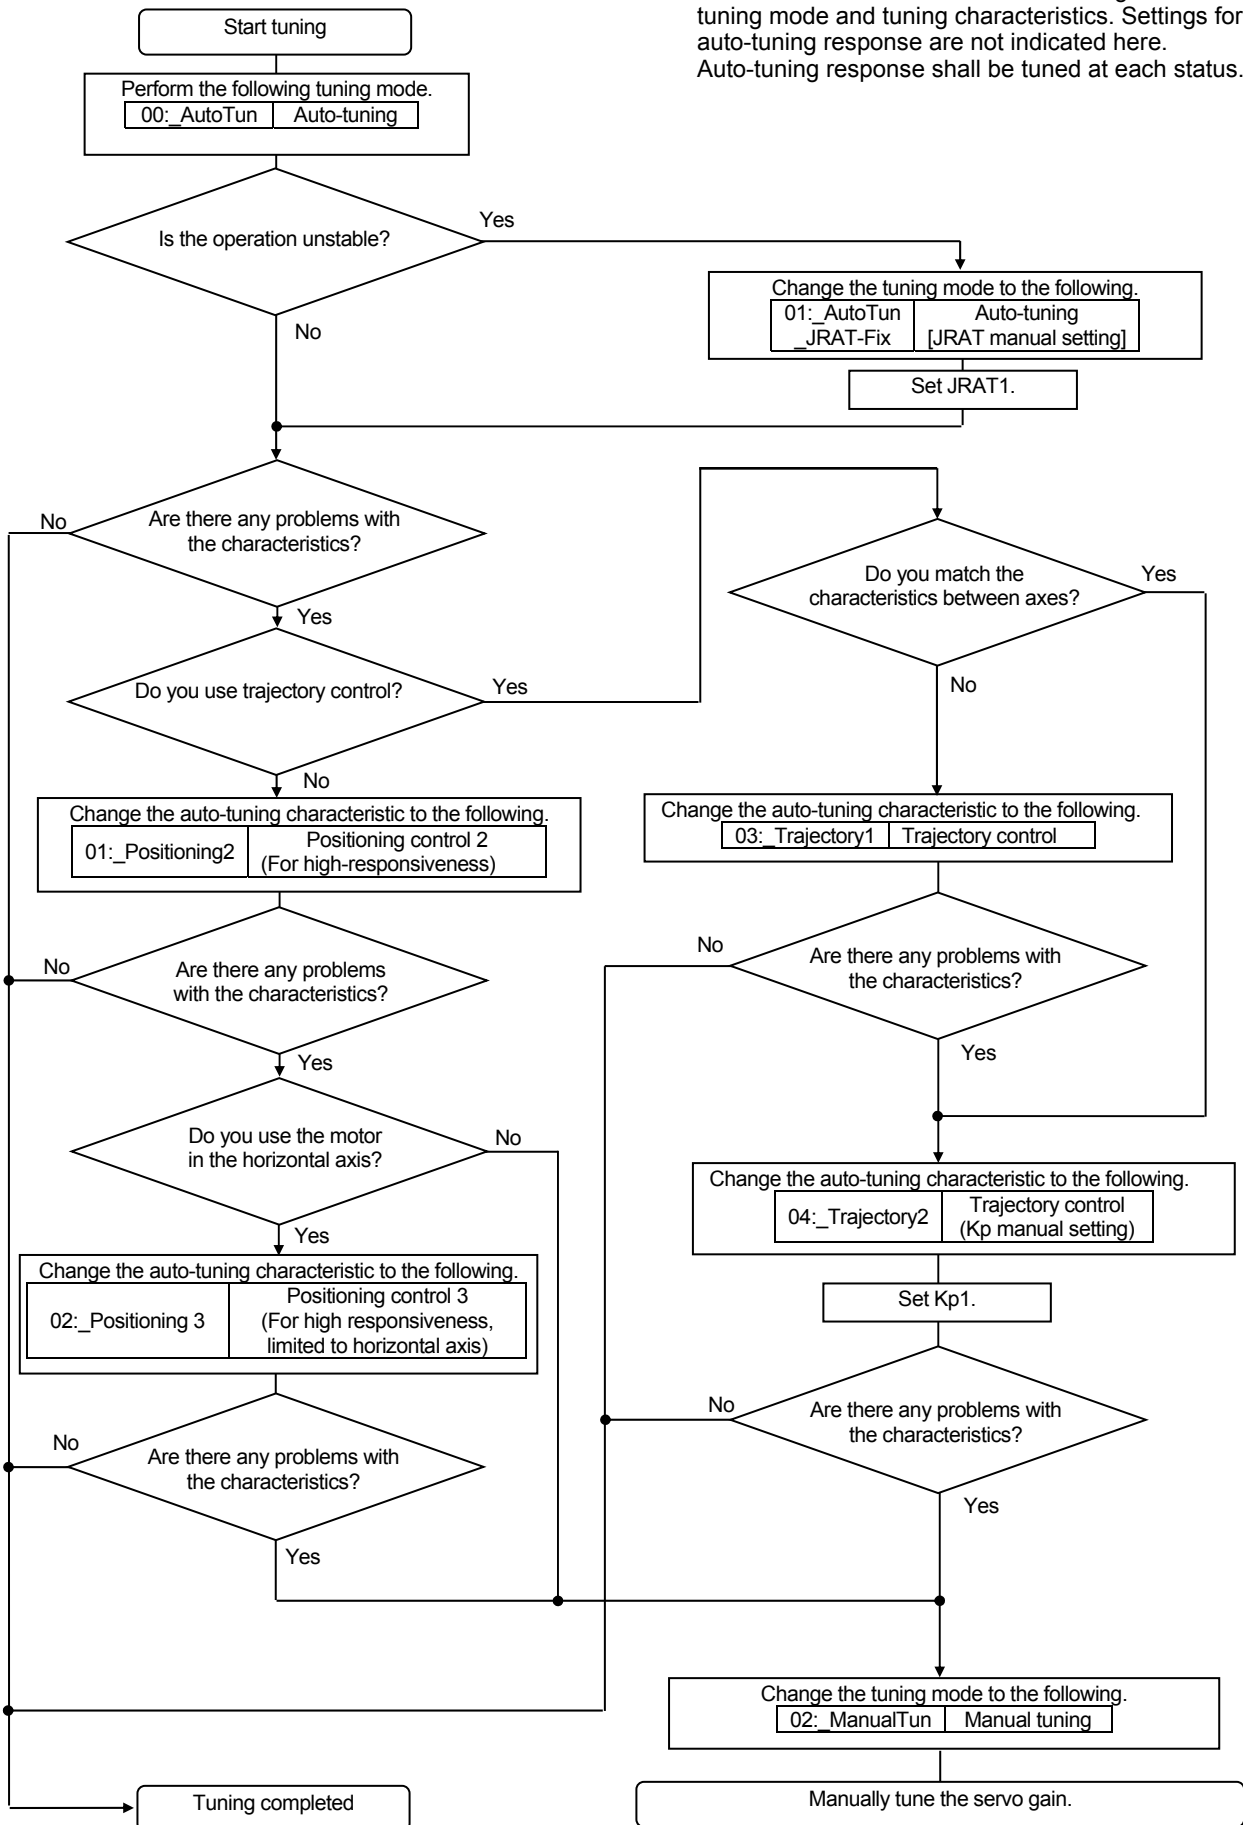 tuning mode and tuning characteristics. Settings for
auto-tuning response are not indicated here.
Auto-tuning response shall be tuned at each status.
Start tuning
Perform the following tuning mode.
00:_AutoTun Auto-tuning
Is the operation unstable?
Yes
No
Change the tuning mode to the following.
01:_AutoTun
_JRAT-Fix
Auto-tuning
[JRAT manual setting]
Set JRAT1.
Are there any problems with
the characteristics?
No
Yes
Do you use trajectory control?
Yes
No
Do you match the
characteristics between axes?
Yes
No
Change the auto-tuning characteristic to the following.
01:_Positioning2
Positioning control 2
(For high-responsiveness)
Change the auto-tuning characteristic to the following.
03:_Trajectory1 Trajectory control
Are there any problems
with the characteristics?
No
Yes
Are there any problems with
the characteristics?
No
Yes
Do you use the motor
in the horizontal axis?
No
Yes
Change the auto-tuning characteristic to the following.
04:_Trajectory2
Trajectory control
(Kp manual setting)
Set Kp1.
Change the auto-tuning characteristic to the following.
02:_Positioning 3
Positioning control 3
(For high responsiveness,
limited to horizontal axis)
Are there any problems with
the characteristics?
No
Yes
Are there any problems with
the characteristics?
No
Yes
Change the tuning mode to the following.
02:_ManualTun Manual tuning
Tuning completed
Manually tune the servo gain.